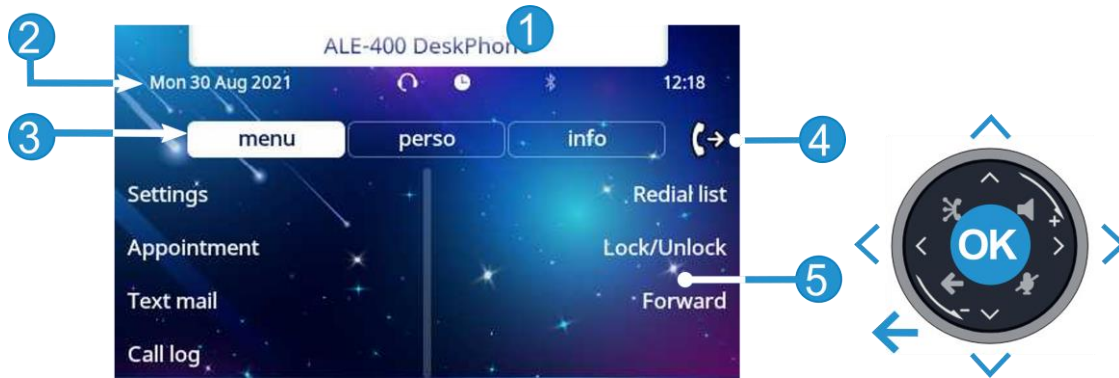 1
ALE-400 DeskPhone
2
Mon 30 Aug 2021
12:18
3
menu
perso
info
4
Settings
Redial list
Appointment
Lock/Unlock
5
Text mail
Forward
Call log
OK
+
-